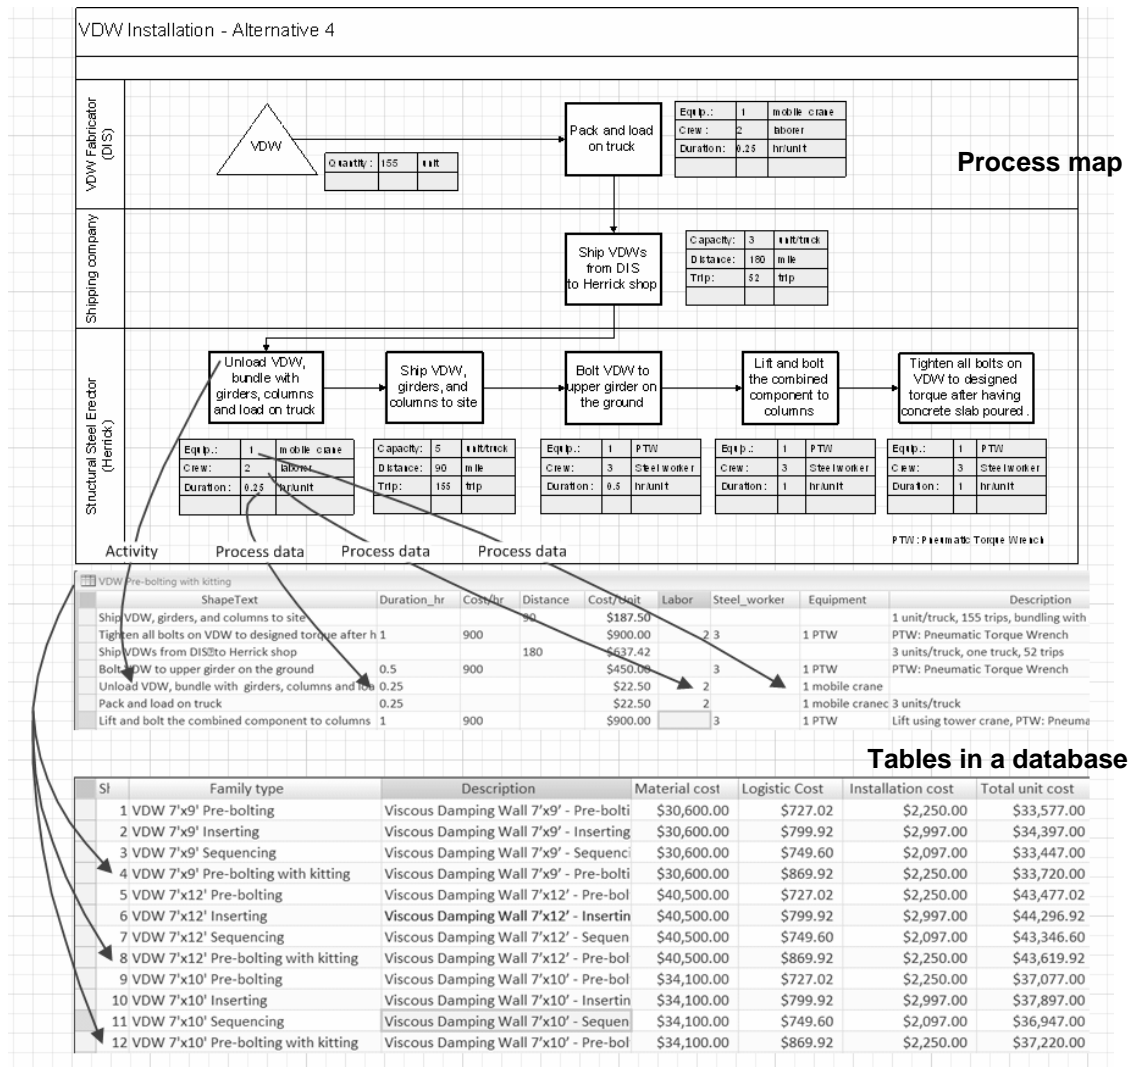 VDW Installation - Alternative 4
VDW Fabricator
(DIS)
VDW
Quantity: 155 unit
Pack and load
on truck
Equip.: 1 mobile crane
Crew: 2 laborer
Duration: 0.25 hr/unit
Process map
Shipping company
Ship VDWs
from DIS
to Herrick shop
Capacity: 3 unit/truck
Distance: 180 mile
Trip: 52 trip
Structural Steel Erector
(Herrick)
Unload VDW,
bundle with
girders, columns
and load on truck
Ship VDW,
girders, and
columns to site
Bolt VDW to
upper girder on
the ground
Lift and bolt
the combined
component to
columns
Tighten all bolts on
VDW to designed
torque after having
concrete slab poured.
Equip.: 1 mobile crane
Crew: 2 laborer
Duration: 0.25 hr/unit
Capacity: 5 unit/truck
Distance: 90 mile
Trip: 155 trip
Equip.: 1 PTW
Crew: 3 Steel worker
Duration: 0.5 hr/unit
Equip.: 1 PTW
Crew: 3 Steel worker
Duration: 1 hr/unit
Equip.: 1 PTW
Crew: 3 Steel worker
Duration: 1 hr/unit
PTW: Pneumatic Torque Wrench
Activity Process data Process data Process data
VDW Pre-bolting with kitting
ShapeText Duration_hr Cost/hr Distance Cost/Unit Labor Steel_worker Equipment Description
Ship VDW, girders, and columns to site 90 $187.50 1 unit/truck, 155 trips, bundling with
Tighten all bolts on VDW to designed torque after h 1 900 $900.00 2 3 1 PTW PTW: Pneumatic Torque Wrench
Ship VDWs from DIS to Herrick shop 180 $637.42 3 units/truck, one truck, 52 trips
Bolt VDW to upper girder on the ground 0.5 900 $450.00 3 1 PTW PTW: Pneumatic Torque Wrench
Unload VDW, bundle with girders, columns and loa 0.25 $22.50 2 1 mobile crane
Pack and load on truck 0.25 $22.50 2 1 mobile cranec 3 units/truck
Lift and bolt the combined component to columns 1 900 $900.00 3 1 PTW Lift using tower crane, PTW: Pneuma
Tables in a database
Sł Family type Description Material cost Logistic Cost Installation cost Total unit cost
1 VDW 7'x9' Pre-bolting Viscous Damping Wall 7'x9' - Pre-bolti $30,600.00 $727.02 $2,250.00 $33,577.00
2 VDW 7'x9' Inserting Viscous Damping Wall 7'x9' - Inserting $30,600.00 $799.92 $2,997.00 $34,397.00
3 VDW 7'x9' Sequencing Viscous Damping Wall 7'x9' - Sequenci $30,600.00 $749.60 $2,097.00 $33,447.00
4 VDW 7'x9' Pre-bolting with kitting Viscous Damping Wall 7'x9' - Pre-bolti $30,600.00 $869.92 $2,250.00 $33,720.00
5 VDW 7'x12' Pre-bolting Viscous Damping Wall 7'x12' - Pre-bol $40,500.00 $727.02 $2,250.00 $43,477.02
6 VDW 7'x12' Inserting Viscous Damping Wall 7'x12' - Insertin $40,500.00 $799.92 $2,997.00 $44,296.92
7 VDW 7'x12' Sequencing Viscous Damping Wall 7'x12' - Sequen $40,500.00 $749.60 $2,097.00 $43,346.60
8 VDW 7'x12' Pre-bolting with kitting Viscous Damping Wall 7'x12' - Pre-bol $40,500.00 $869.92 $2,250.00 $43,619.92
9 VDW 7'x10' Pre-bolting Viscous Damping Wall 7'x10' - Pre-bol $34,100.00 $727.02 $2,250.00 $37,077.00
10 VDW 7'x10' Inserting Viscous Damping Wall 7'x10' - Insertin $34,100.00 $799.92 $2,997.00 $37,897.00
11 VDW 7'x10' Sequencing Viscous Damping Wall 7'x10' - Sequen $34,100.00 $749.60 $2,097.00 $36,947.00
12 VDW 7'x10' Pre-bolting with kitting Viscous Damping Wall 7'x10' - Pre-bol $34,100.00 $869.92 $2,250.00 $37,220.00